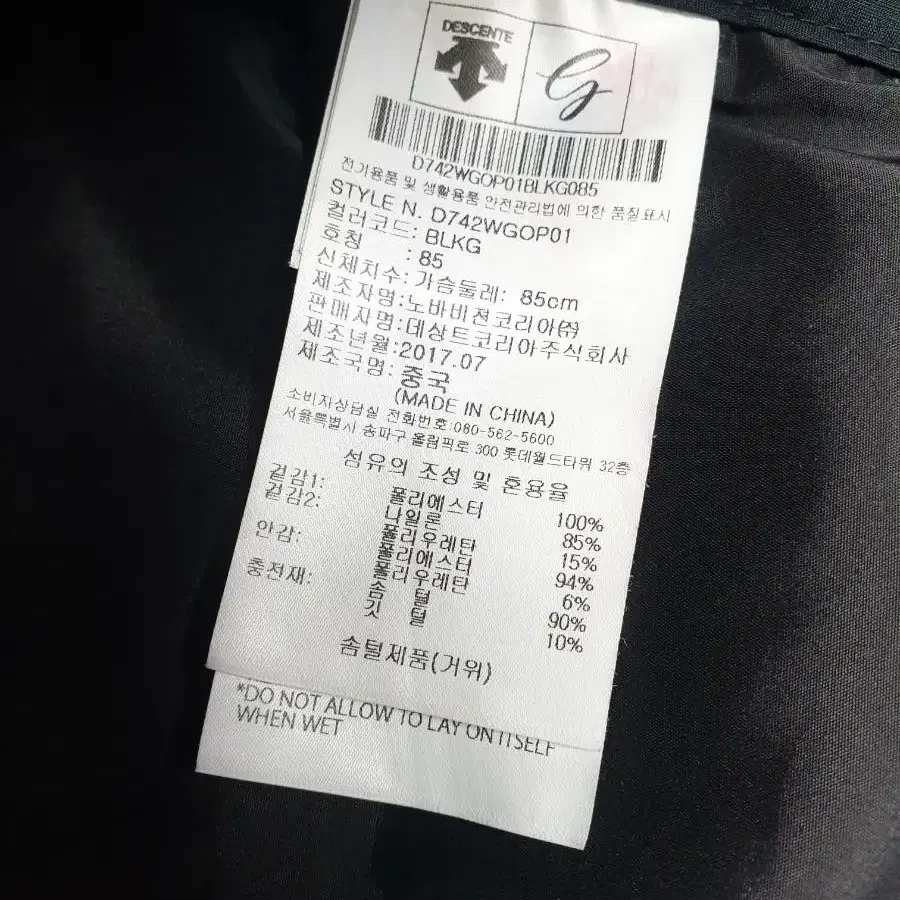 DESCENTE
G
D742WGOP01BLKG085
전기용품 및 생활용품 안전관리법에 의한 품질표시
STYLE N. D742WGOP01
컬러코드: BLKG
호칭 : 85
신체치수: 가슴둘레: 85cm
제조자명:노바비젼코리아㈜
판매자명:데상트코리아주식회사
제조년월:2017.07
제조국명: 중국
(MADE IN CHINA)
소비자상담실 전화번호:080-562-5600
서울특별시 송파구 올림픽로 300 롯데월드타워 32층
섬유의 조성 및 혼용율
겉감1: 폴리에스터 100%
겉감2: 나일론 85%
폴리우레탄 15%
안감: 폴리에스터 94%
폴리우레탄 6%
충전재: 솜털 90%
깃털 10%
솜털제품(거위)
*DO NOT ALLOW TO LAY ON ITSELF
WHEN WET